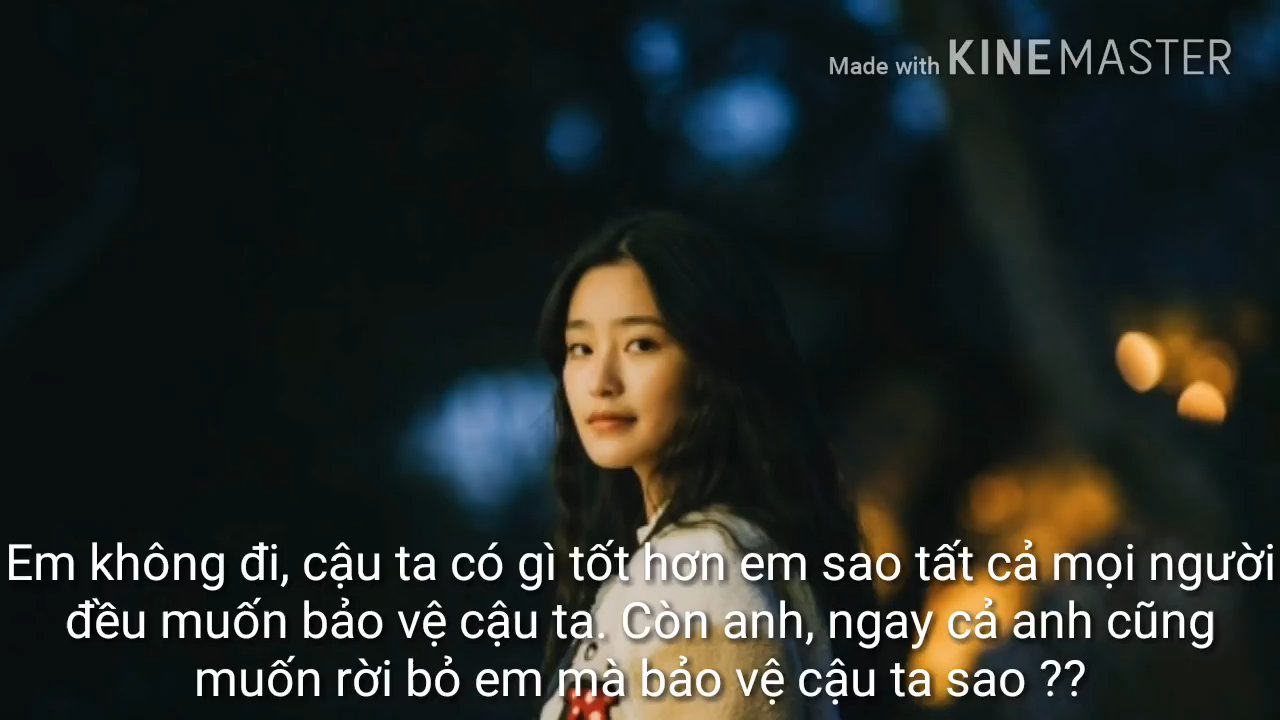 Made with KINEMASTER
Em không đi, cậu ta có gì tốt hơn em sao tất cả mọi người
đều muốn bảo vệ cậu ta. Còn anh, ngay cả anh cũng
muốn rời bỏ em mà bảo vệ cậu ta sao ??